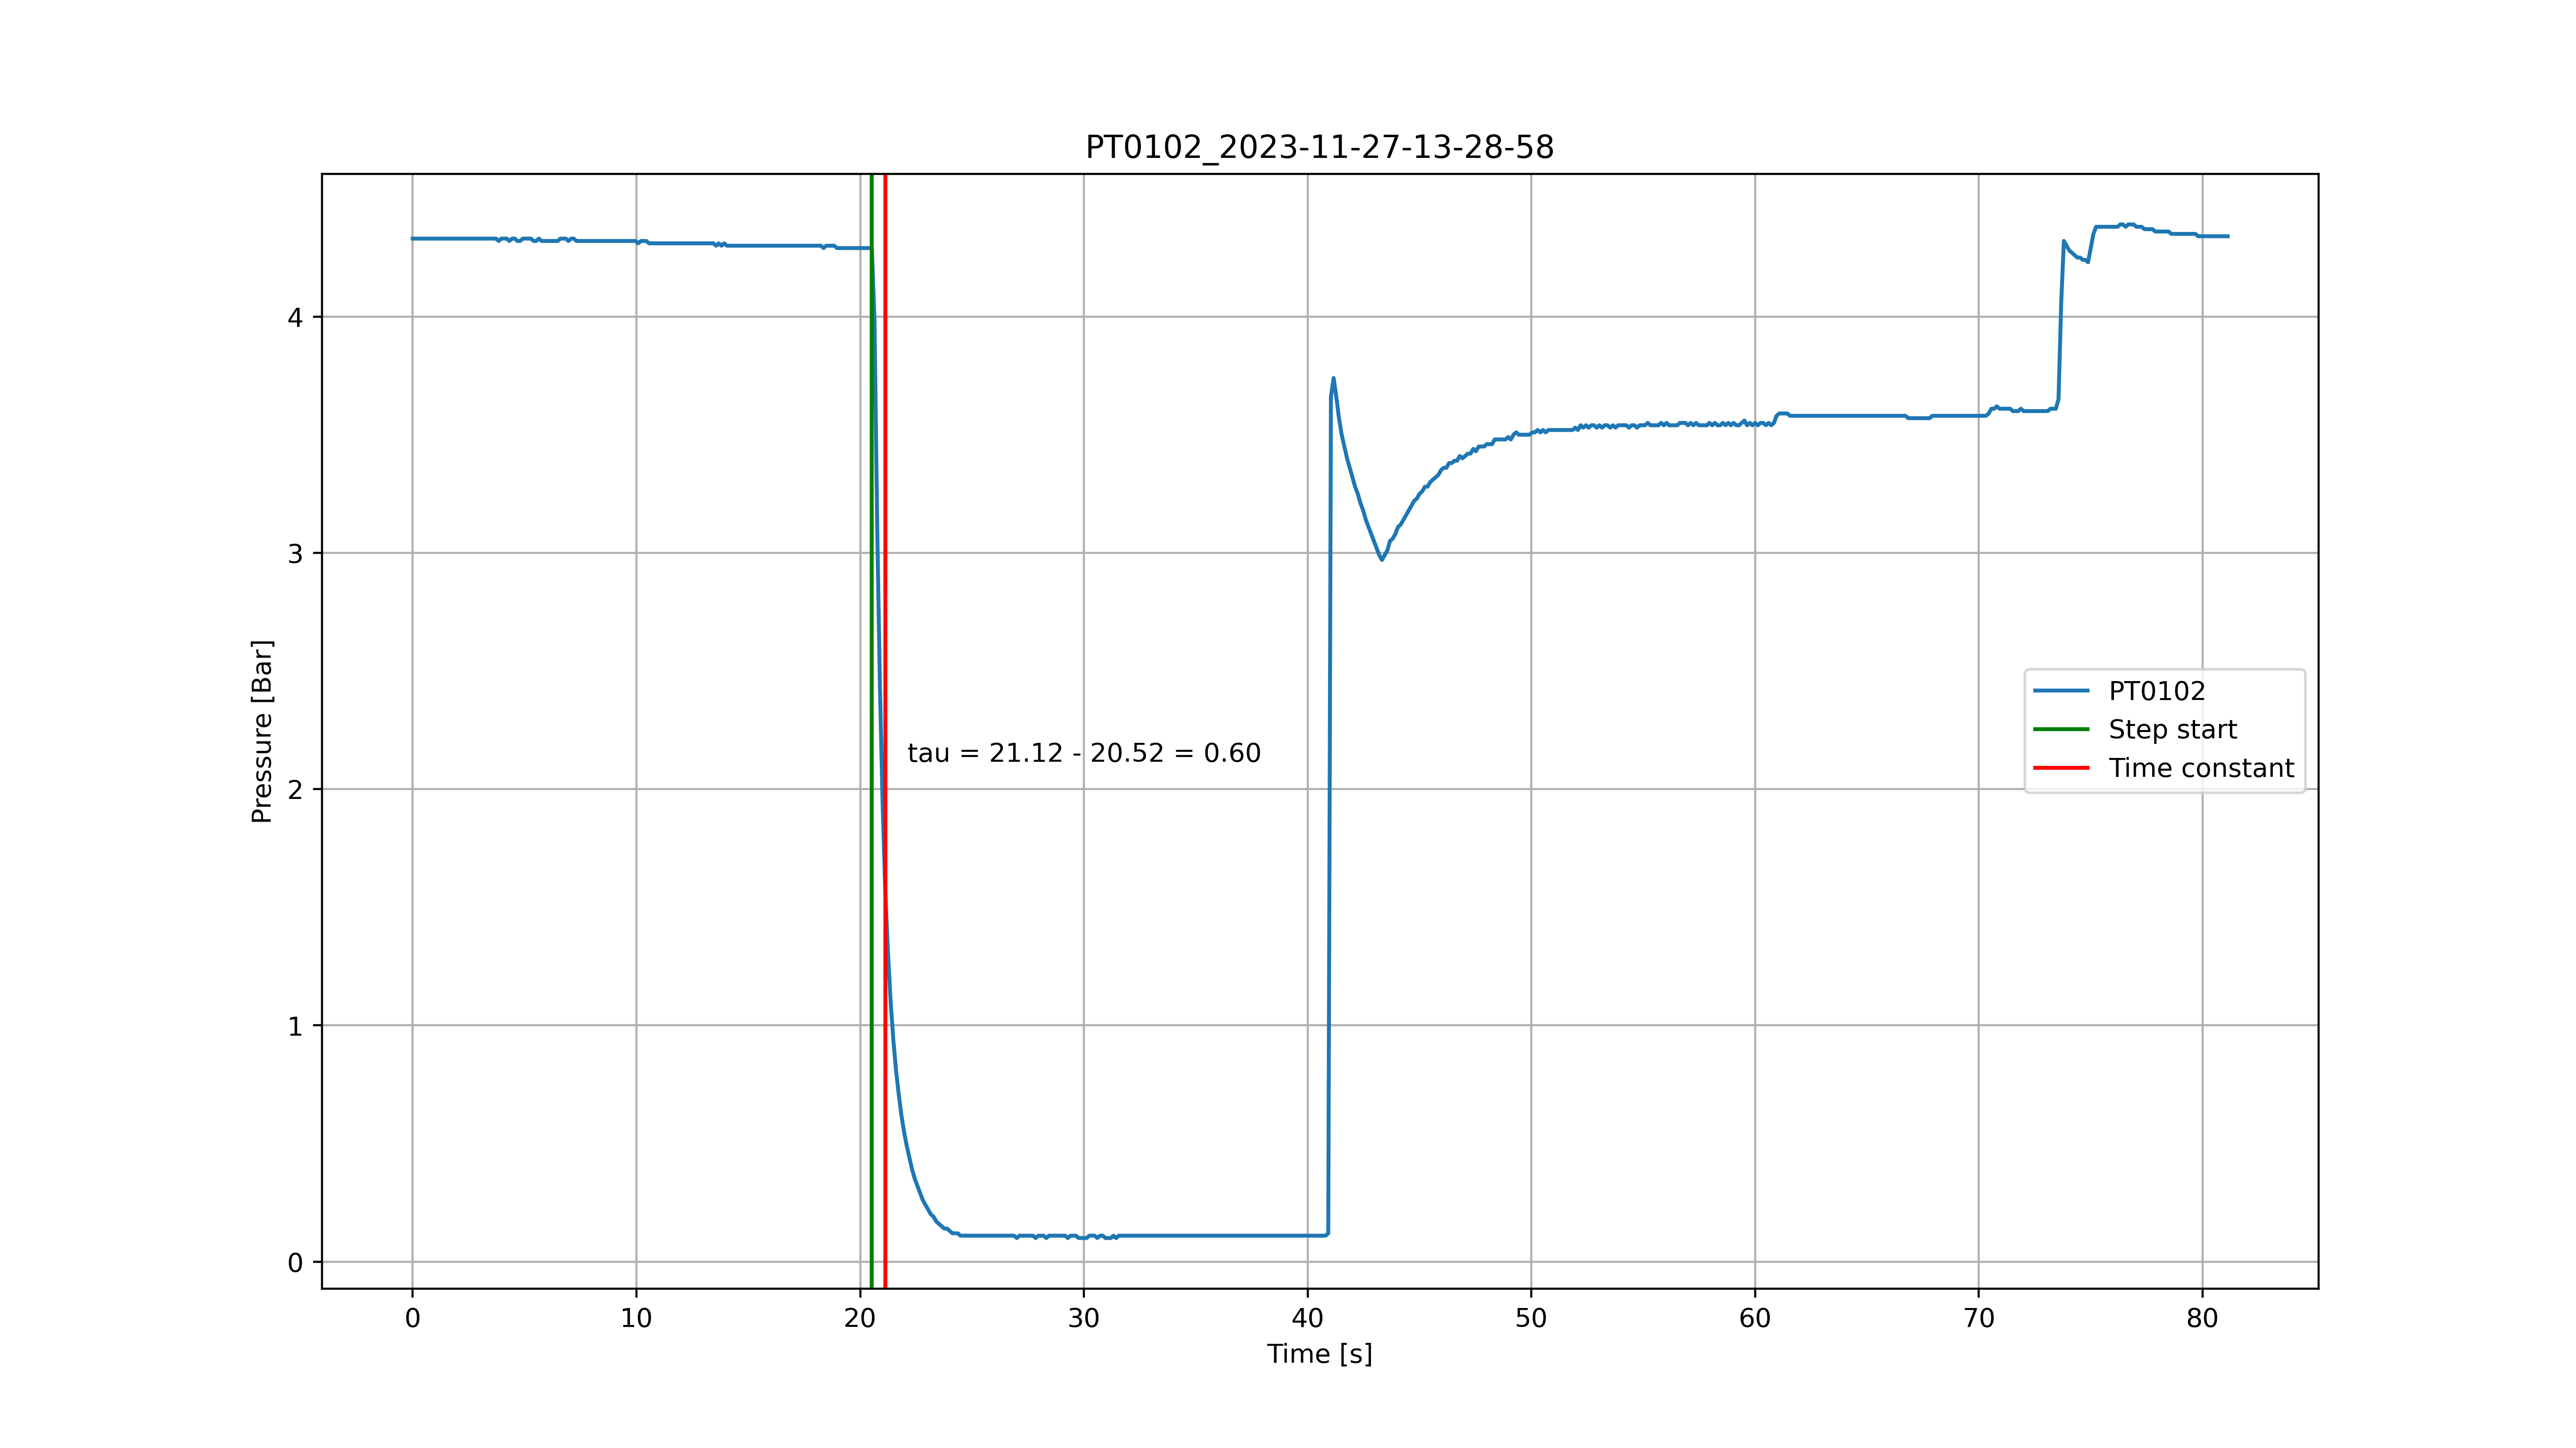 PT0102_2023-11-27-13-28-58
Pressure [Bar]
4
3
2
1
0
tau = 21.12 - 20.52 = 0.60
PT0102
Step start
Time constant
0 10 20 30 40 50 60 70 80
Time [s]